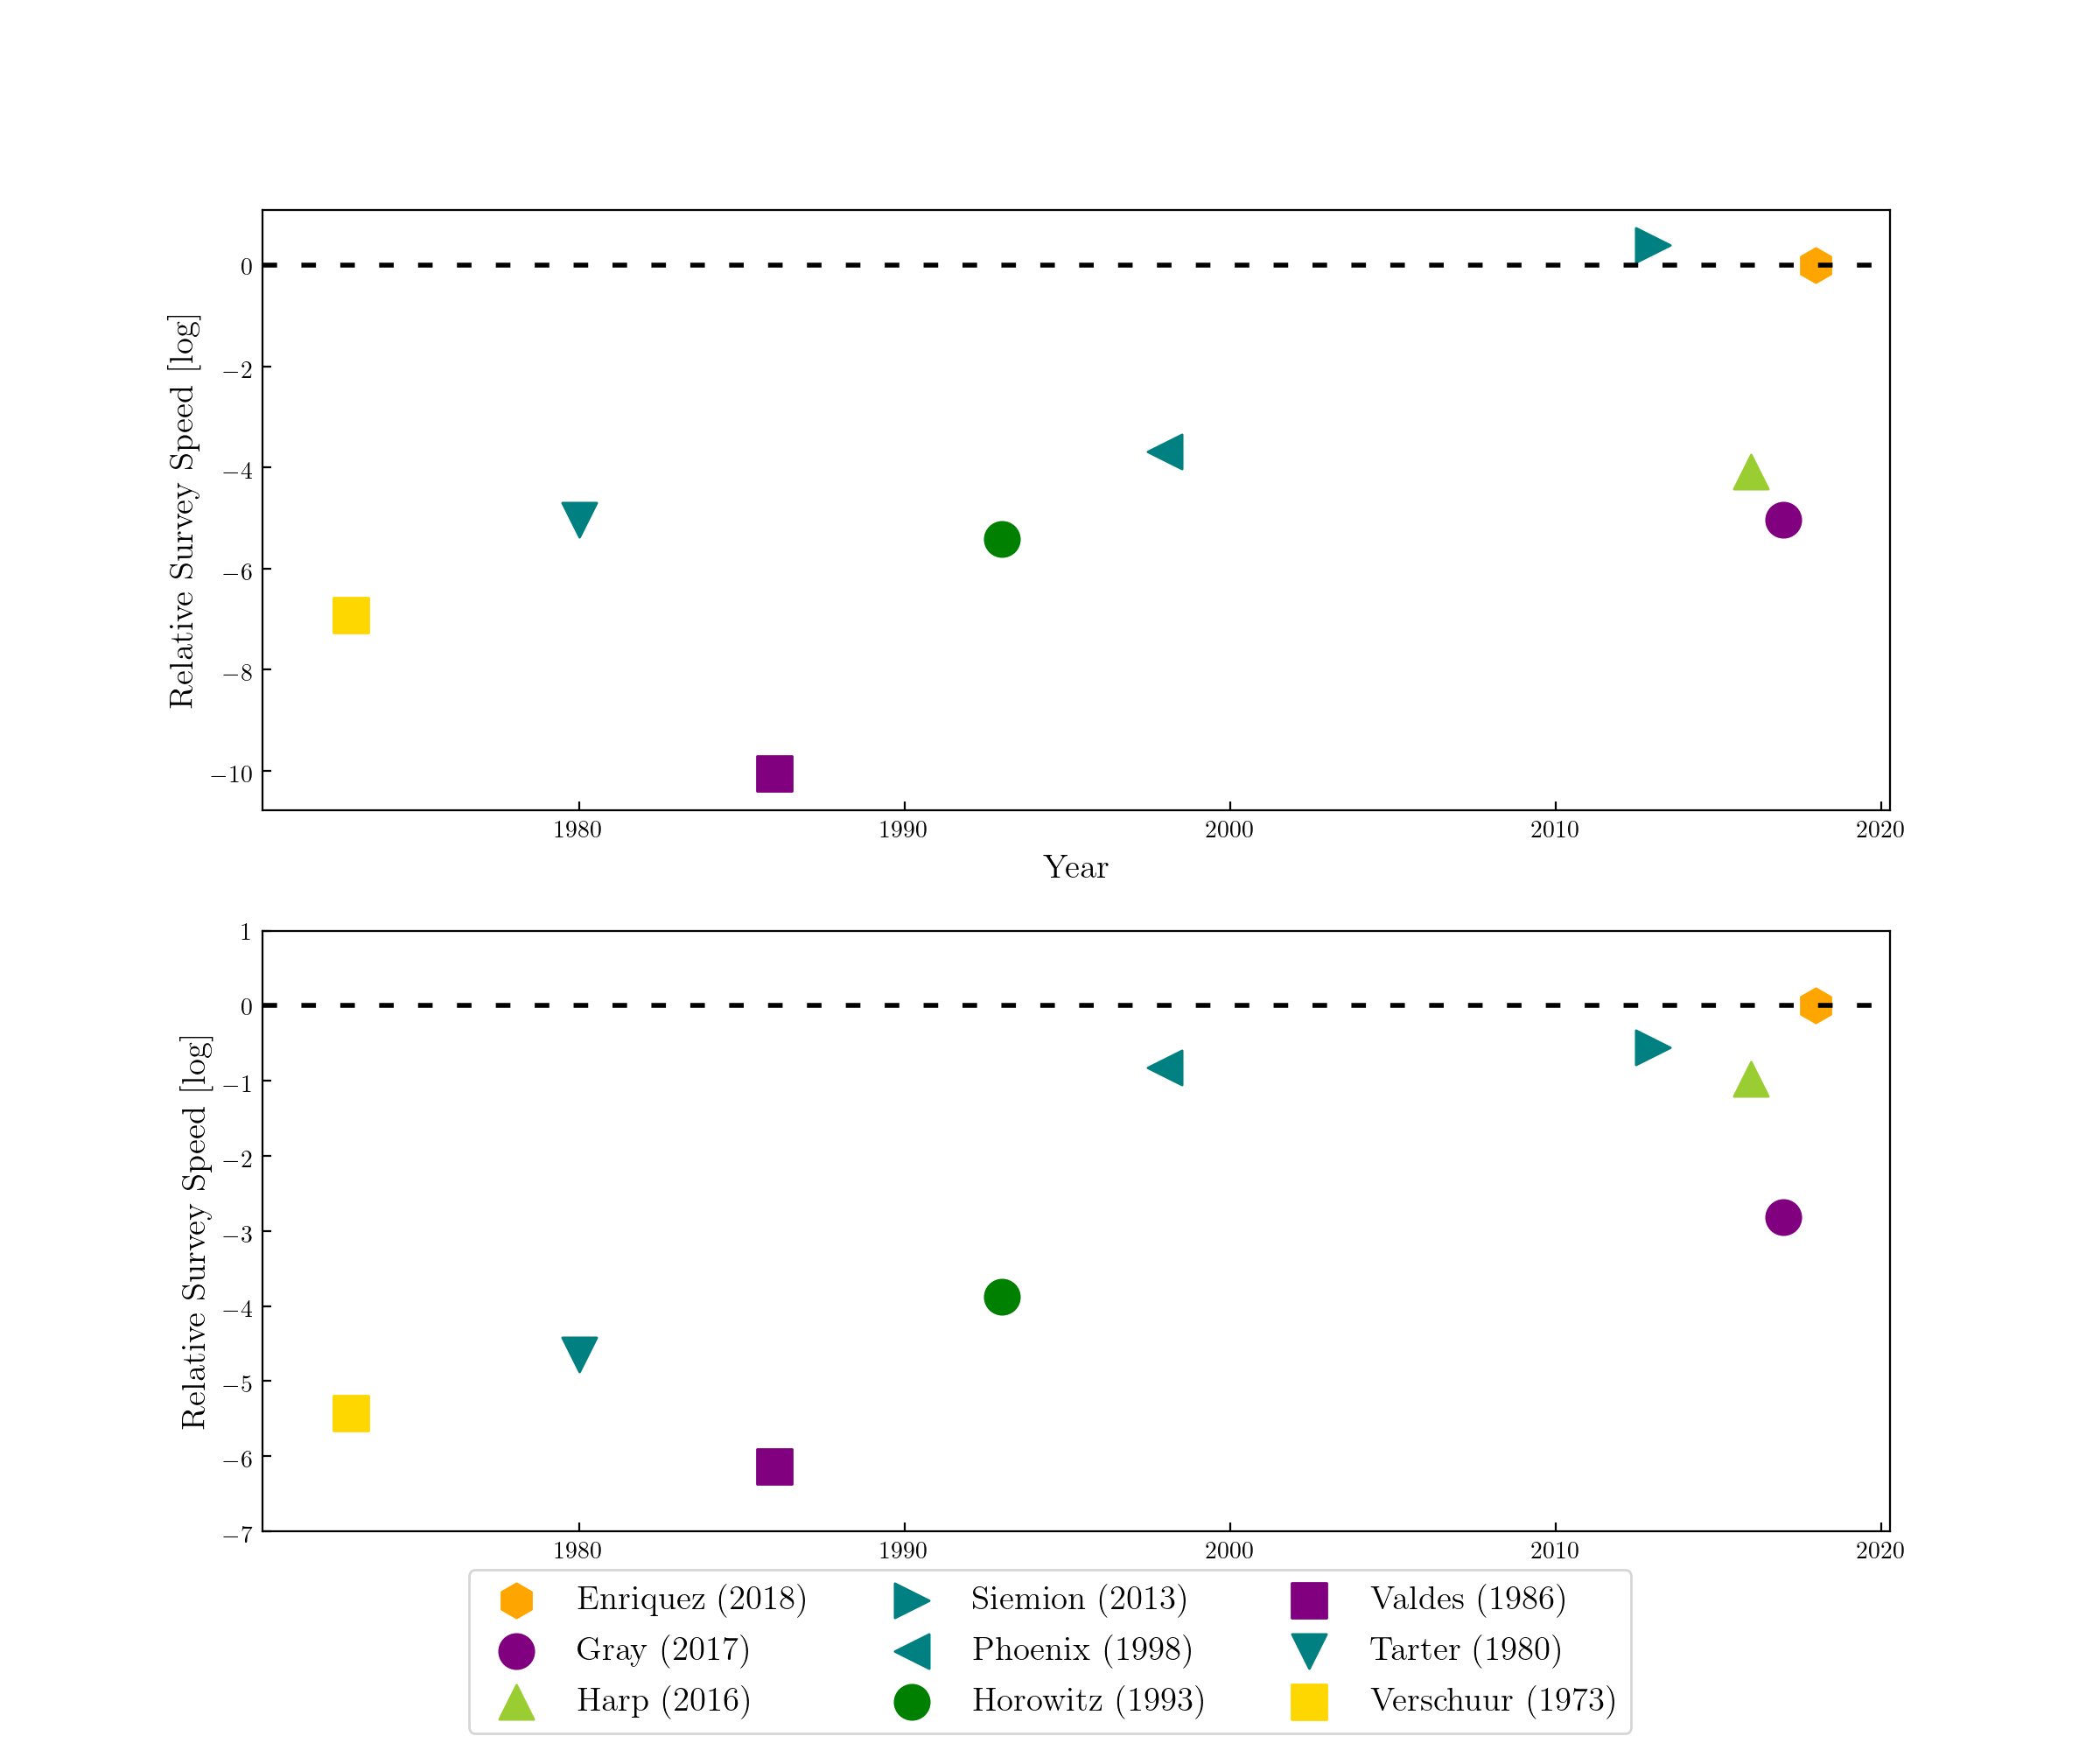 Relative Survey Speed [log]
0
−2
−4
−6
−8
−10
1980 1990 2000 2010 2020
Year
Relative Survey Speed [log]
1
0
−1
−2
−3
−4
−5
−6
−7
1980 1990 2000 2010 2020
Enriquez (2018) Siemion (2013) Valdes (1986)
Gray (2017) Phoenix (1998) Tarter (1980)
Harp (2016) Horowitz (1993) Verschuur (1973)